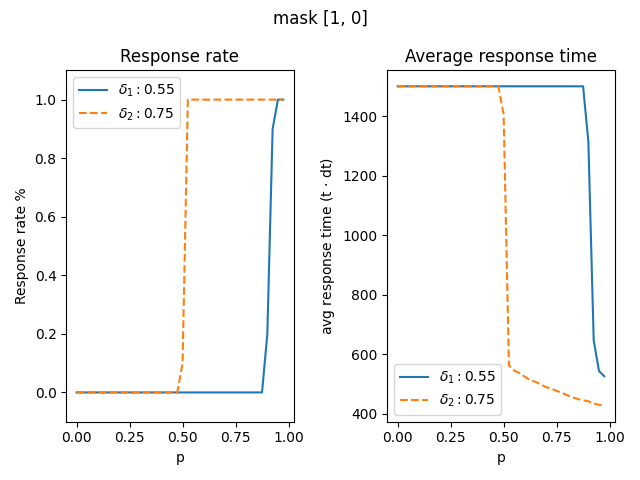 mask [1, 0]
Response rate
Response rate %
1.0
0.8
0.6
0.4
0.2
0.0
δ₁ : 0.55
δ₂ : 0.75
0.00 0.25 0.50 0.75 1.00
p
Average response time
avg response time (t · dt)
1400
1200
1000
800
600
400
δ₁ : 0.55
δ₂ : 0.75
0.00 0.25 0.50 0.75 1.00
p